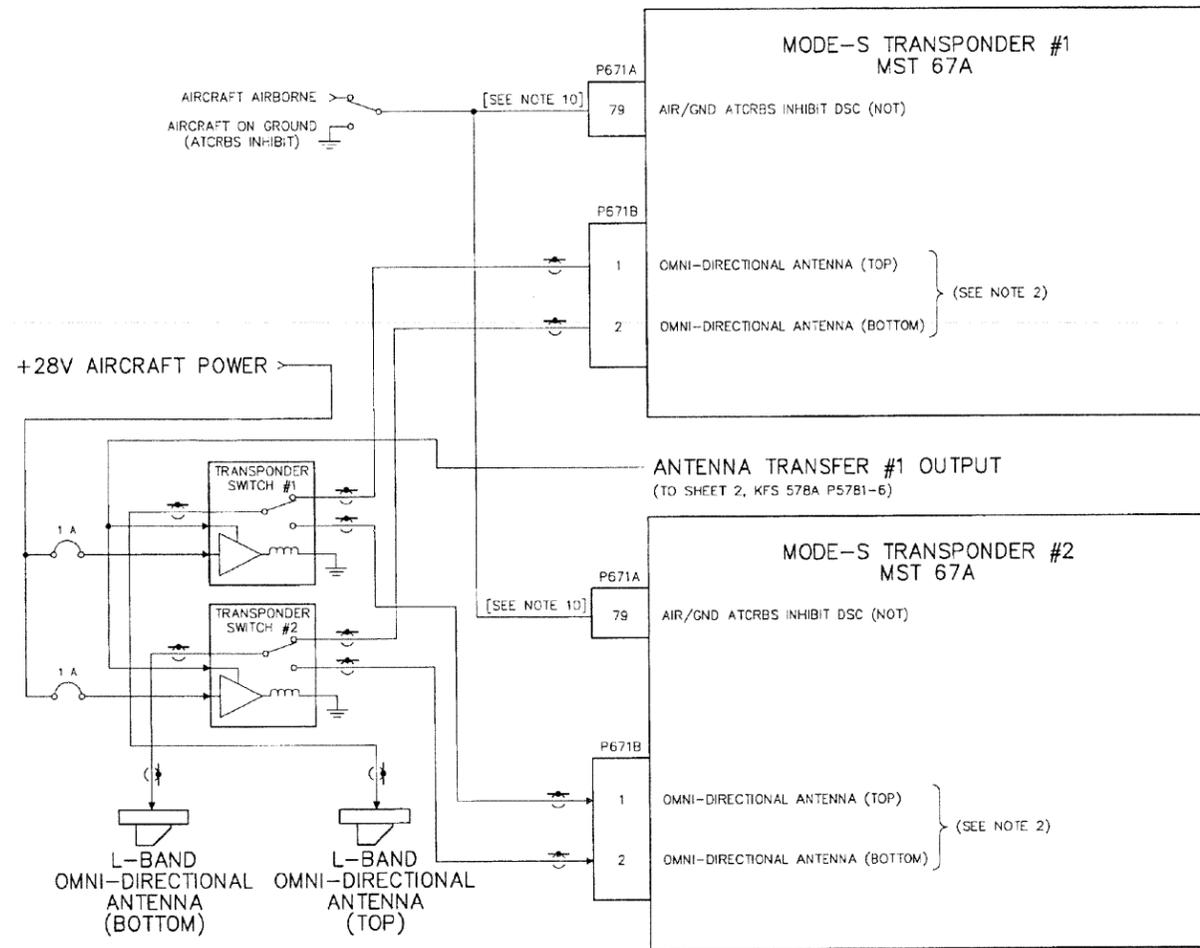 MODE-S TRANSPONDER #1
MST 67A
P671A
AIRCRAFT AIRBORNE
[SEE NOTE 10]
79
AIR/GND ATCRBS INHIBIT DSC (NOT)
AIRCRAFT ON GROUND
(ATCRBS INHIBIT)
P671B
1
OMNI-DIRECTIONAL ANTENNA (TOP)
(SEE NOTE 2)
2
OMNI-DIRECTIONAL ANTENNA (BOTTOM)
+28V AIRCRAFT POWER
ANTENNA TRANSFER #1 OUTPUT
(TO SHEET 2, KFS 578A P5781-6)
TRANSPONDER
SWITCH #1
1 A
MODE-S TRANSPONDER #2
MST 67A
P671A
[SEE NOTE 10]
79
AIR/GND ATCRBS INHIBIT DSC (NOT)
TRANSPONDER
SWITCH #2
1 A
P671B
1
OMNI-DIRECTIONAL ANTENNA (TOP)
(SEE NOTE 2)
2
OMNI-DIRECTIONAL ANTENNA (BOTTOM)
L-BAND
OMNI-DIRECTIONAL
ANTENNA
(BOTTOM)
L-BAND
OMNI-DIRECTIONAL
ANTENNA
(TOP)